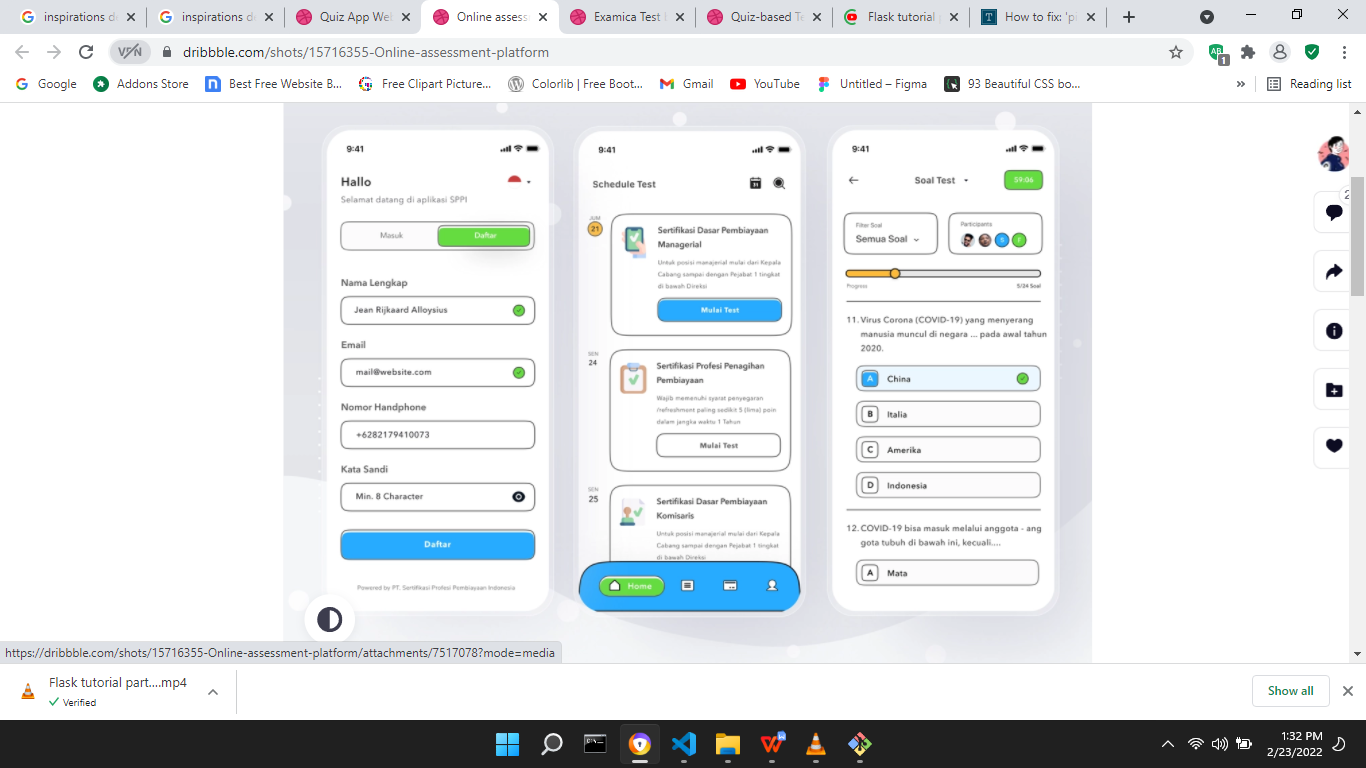 inspirations de
inspirations de
Quiz App Web
Online assess
Examica Test
Quiz-based Te
Flask tutorial
How to fix: 'p
VPN
dribbble.com/shots/15716355-Online-assessment-platform
1
Google
Addons Store
Best Free Website B...
Free Clipart Picture...
Colorlib | Free Boot...
Gmail
YouTube
Untitled – Figma
93 Beautiful CSS bo...
»
Reading list
9:41
Hallo
Selamat datang di aplikasi SPPI
Masuk
Daftar
Nama Lengkap
Jean Rijkaard Alloysius
Email
mail@website.com
Nomor Handphone
+6282179410073
Kata Sandi
Min. 8 Character
Daftar
Powered by PT. Sertifikasi Profesi Pembiayaan Indonesia
9:41
Schedule Test
JUM
21
Sertifikasi Dasar Pembiayaan
Managerial
Untuk posisi manajerial mulai dari Kepala
Cabang sampai dengan Pejabat 1 tingkat
di bawah Direksi
Mulai Test
SEN
24
Sertifikasi Profesi Penagihan
Pembiayaan
Wajib memenuhi syarat penyegaran
/refreshment paling sedikit 5 (lima) poin
dalam jangka waktu 1 Tahun
Mulai Test
SEN
25
Sertifikasi Dasar Pembiayaan
Komisaris
Untuk posisi manajerial mulai dari Kepala
Cabang sampai dengan Pejabat 1 tingkat
di bawah Direksi
Home
9:41
Soal Test
59:06
Filter Soal
Semua Soal
Participants
Progress
5/24 Soal
11. Virus Corona (COVID-19) yang menyerang
manusia muncul di negara ... pada awal tahun
2020.
A China
B Italia
C Amerika
D Indonesia
12. COVID-19 bisa masuk melalui anggota - ang
gota tubuh di bawah ini, kecuali....
A Mata
2
https://dribbble.com/shots/15716355-Online-assessment-platform/attachments/7517078?mode=media
Flask tutorial part....mp4
Verified
Show all
1:32 PM
2/23/2022